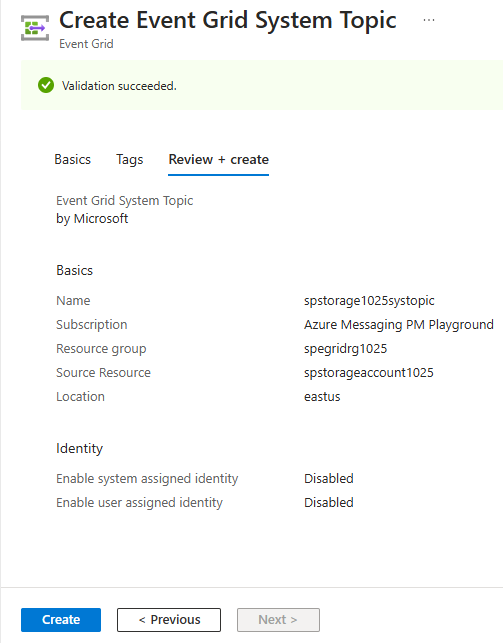 Create Event Grid System Topic ...
Event Grid
Validation succeeded.
Basics Tags Review + create
Event Grid System Topic
by Microsoft
Basics
Name spstorage1025systopic
Subscription Azure Messaging PM Playground
Resource group spegridrg1025
Source Resource spstorageaccount1025
Location eastus
Identity
Enable system assigned identity Disabled
Enable user assigned identity Disabled
Create < Previous Next >